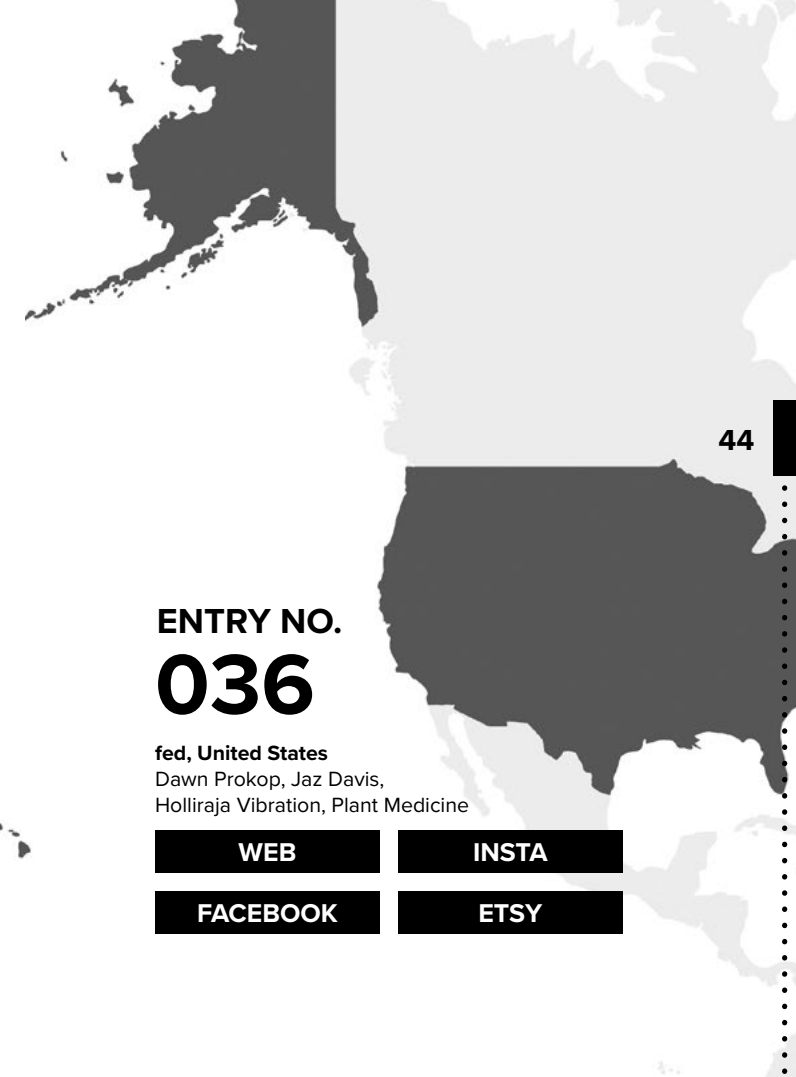 44
ENTRY NO.
036
fed, United States
Dawn Prokop, Jaz Davis,
Holliraja Vibration, Plant Medicine
WEB
INSTA
FACEBOOK
ETSY